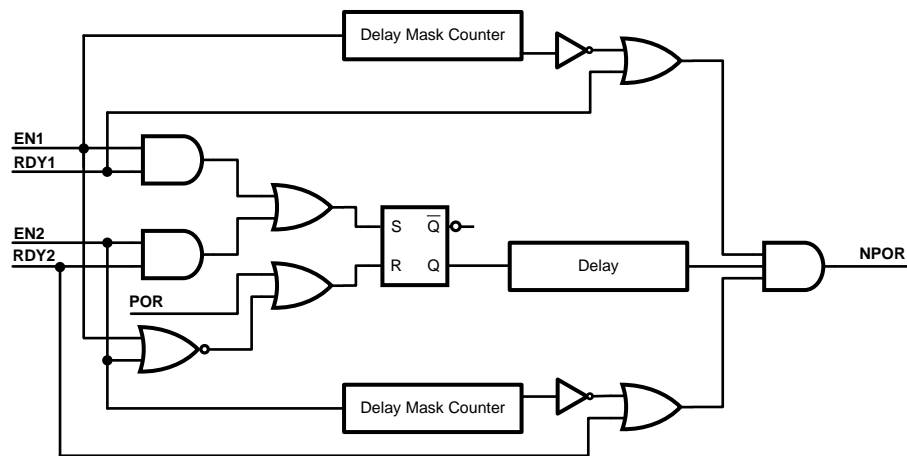 Delay Mask Counter
EN1
RDY1
EN2
RDY2
S Q̅
R Q
Delay
NPOR
POR
Delay Mask Counter